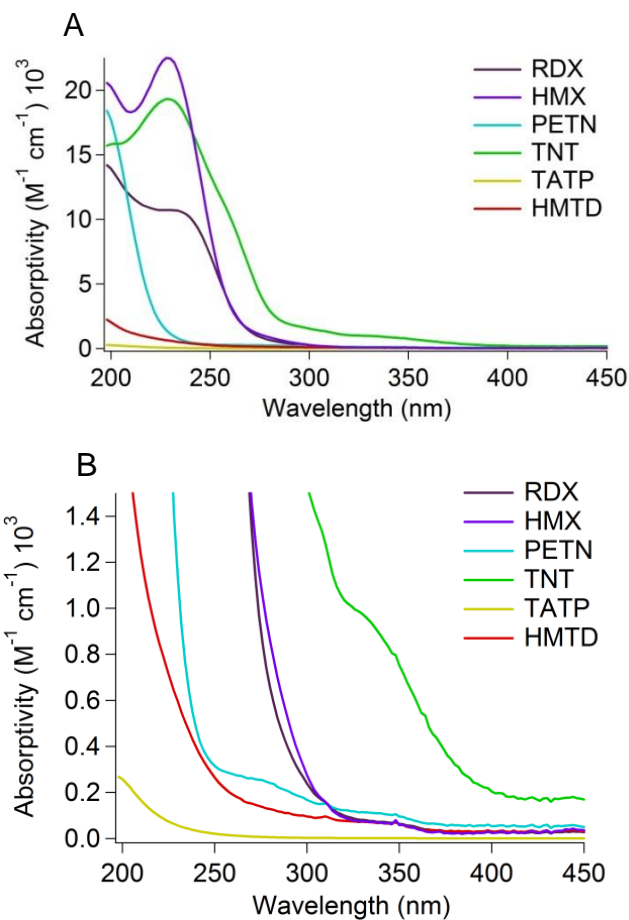 A
Absorptivity (M⁻¹ cm⁻¹) 10³
20
15
10
5
0
RDX
HMX
PETN
TNT
TATP
HMTD
200 250 300 350 400 450
Wavelength (nm)
B
Absorptivity (M⁻¹ cm⁻¹) 10³
1.4
1.2
1.0
0.8
0.6
0.4
0.2
0.0
RDX
HMX
PETN
TNT
TATP
HMTD
200 250 300 350 400 450
Wavelength (nm)